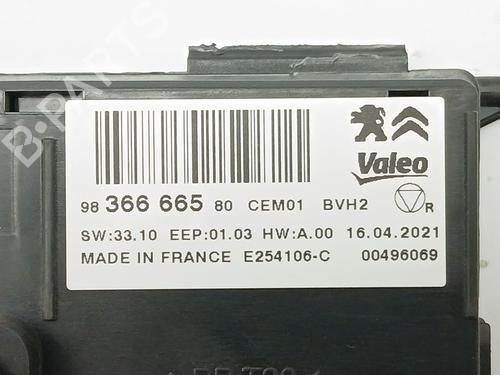 B-PARTS
Valeo
98 366 665 80 CEM01 BVH2 R
SW:33.10 EEP:01.03 HW:A.00 16.04.2021
MADE IN FRANCE E254106-C 00496069